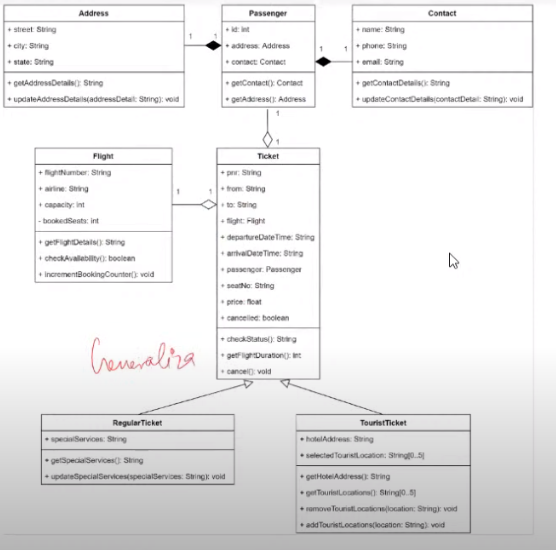 Address
+ street: String
+ city: String
+ state: String
+ getAddressDetails(): String
+ updateAddressDetails(addressDetail: String): void
1
1
Passenger
+ id: int
+ address: Address
+ contact: Contact
+ getContact(): Contact
+ getAddress(): Address
1
1
Contact
+ name: String
+ phone: String
+ email: String
+ getContactDetails(): String
+ updateContactDetails(contactDetail: String): void
1
1
Flight
+ flightNumber: String
+ airline: String
+ capacity: int
- bookedSeats: int
+ getFlightDetails(): String
+ checkAvailability(): boolean
+ incrementBookingCounter(): void
1
1
Ticket
+ pnr: String
+ from: String
+ to: String
+ flight: Flight
+ departureDateTime: String
+ arrivalDateTime: String
+ passenger: Passenger
+ seatNo: String
+ price: float
+ cancelled: boolean
+ checkStatus(): String
+ getFlightDuration(): int
+ cancel(): void
Generaliza
RegularTicket
+ specialServices: String
+ getSpecialServices(): String
+ updateSpecialServices(specialServices: String): void
TouristTicket
+ hotelAddress: String
+ selectedTouristLocation: String[0..5]
+ getHotelAddress(): String
+ getTouristLocations(): String[0..5]
+ removeTouristLocations(location: String): void
+ addTouristLocations(location: String): void